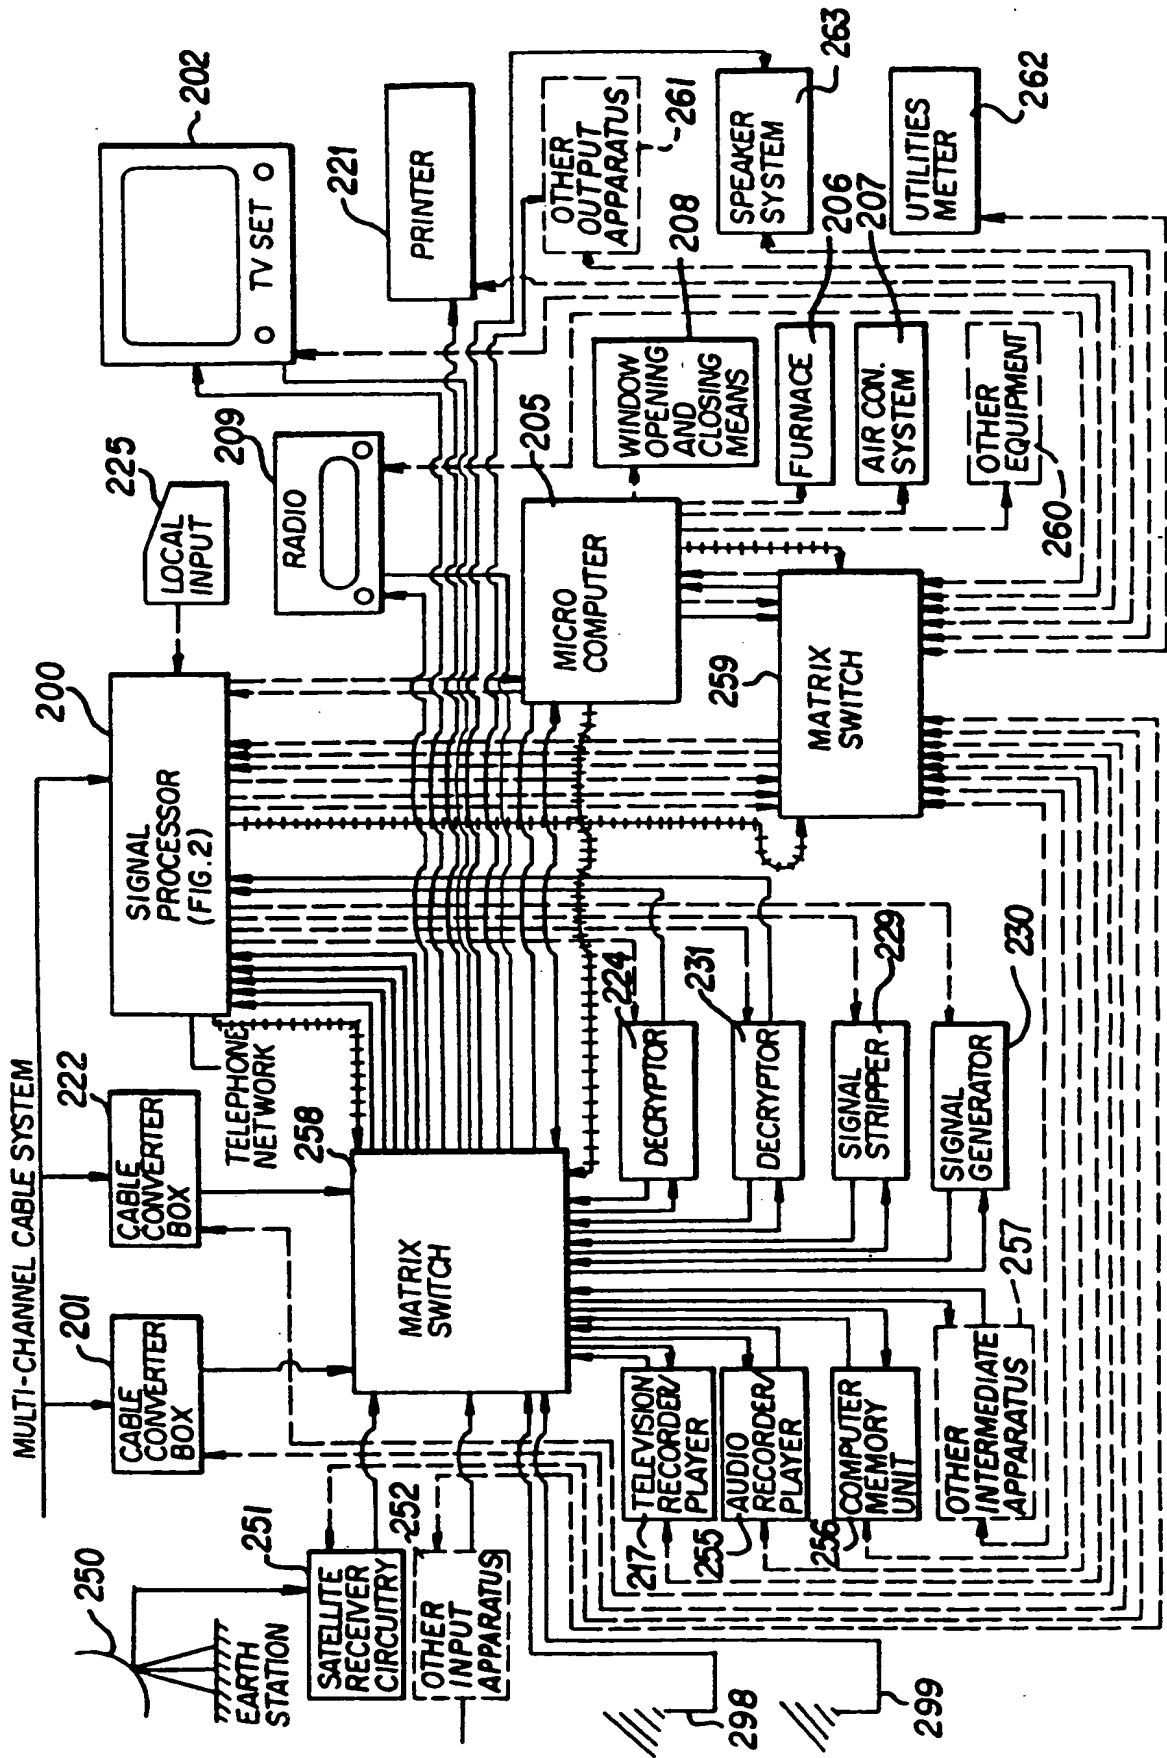 MULTI-CHANNEL CABLE SYSTEM
250
EARTH
STATION
251
SATELLITE
RECEIVER
CIRCUITRY
252
OTHER
INPUT
APPARATUS
298
299
201
CABLE
CONVERTER
BOX
222
CABLE
CONVERTER
BOX
TELEPHONE
NETWORK
200
SIGNAL
PROCESSOR
(FIG. 2)
225
LOCAL
INPUT
209
RADIO
202
TV SET
221
PRINTER
258
MATRIX
SWITCH
217
TELEVISION
RECORDER/
PLAYER
255
AUDIO
RECORDER/
PLAYER
256
COMPUTER
MEMORY
UNIT
257
OTHER
INTERMEDIATE
APPARATUS
224
DECRYPTOR
231
DECRYPTOR
229
SIGNAL
STRIPPER
230
SIGNAL
GENERATOR
205
MICRO
COMPUTER
259
MATRIX
SWITCH
208
WINDOW
OPENING
AND
CLOSING
MEANS
206
FURNACE
207
AIR CON.
SYSTEM
260
OTHER
EQUIPMENT
261
OTHER
OUTPUT
APPARATUS
263
SPEAKER
SYSTEM
262
UTILITIES
METER